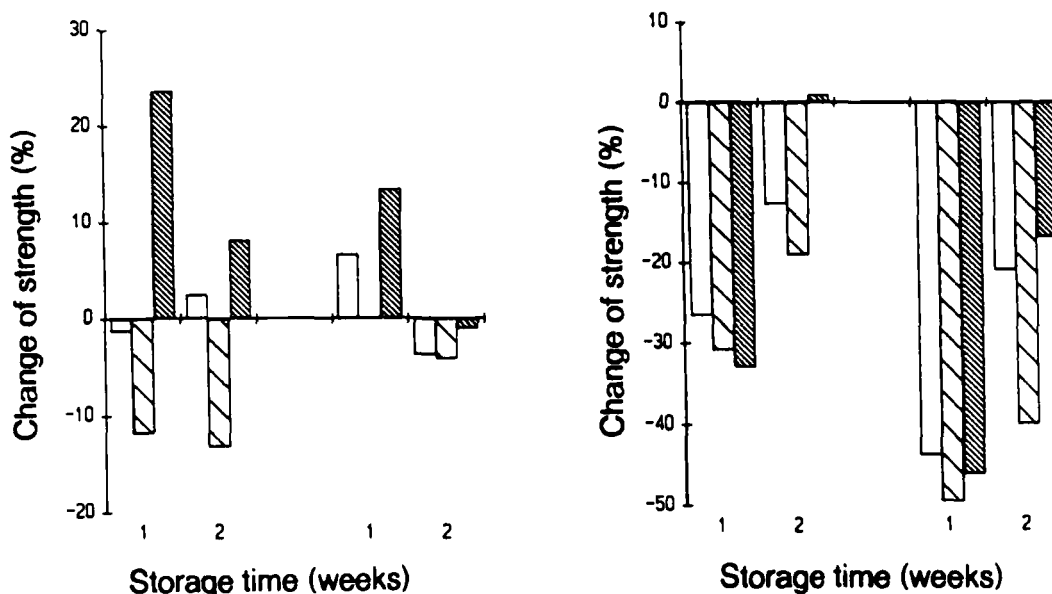 30
20
10
0
-10
-20
Change of strength (%)
1 2 1 2
Storage time (weeks)
10
0
-10
-20
-30
-40
-50
Change of strength (%)
1 2 1 2
Storage time (weeks)